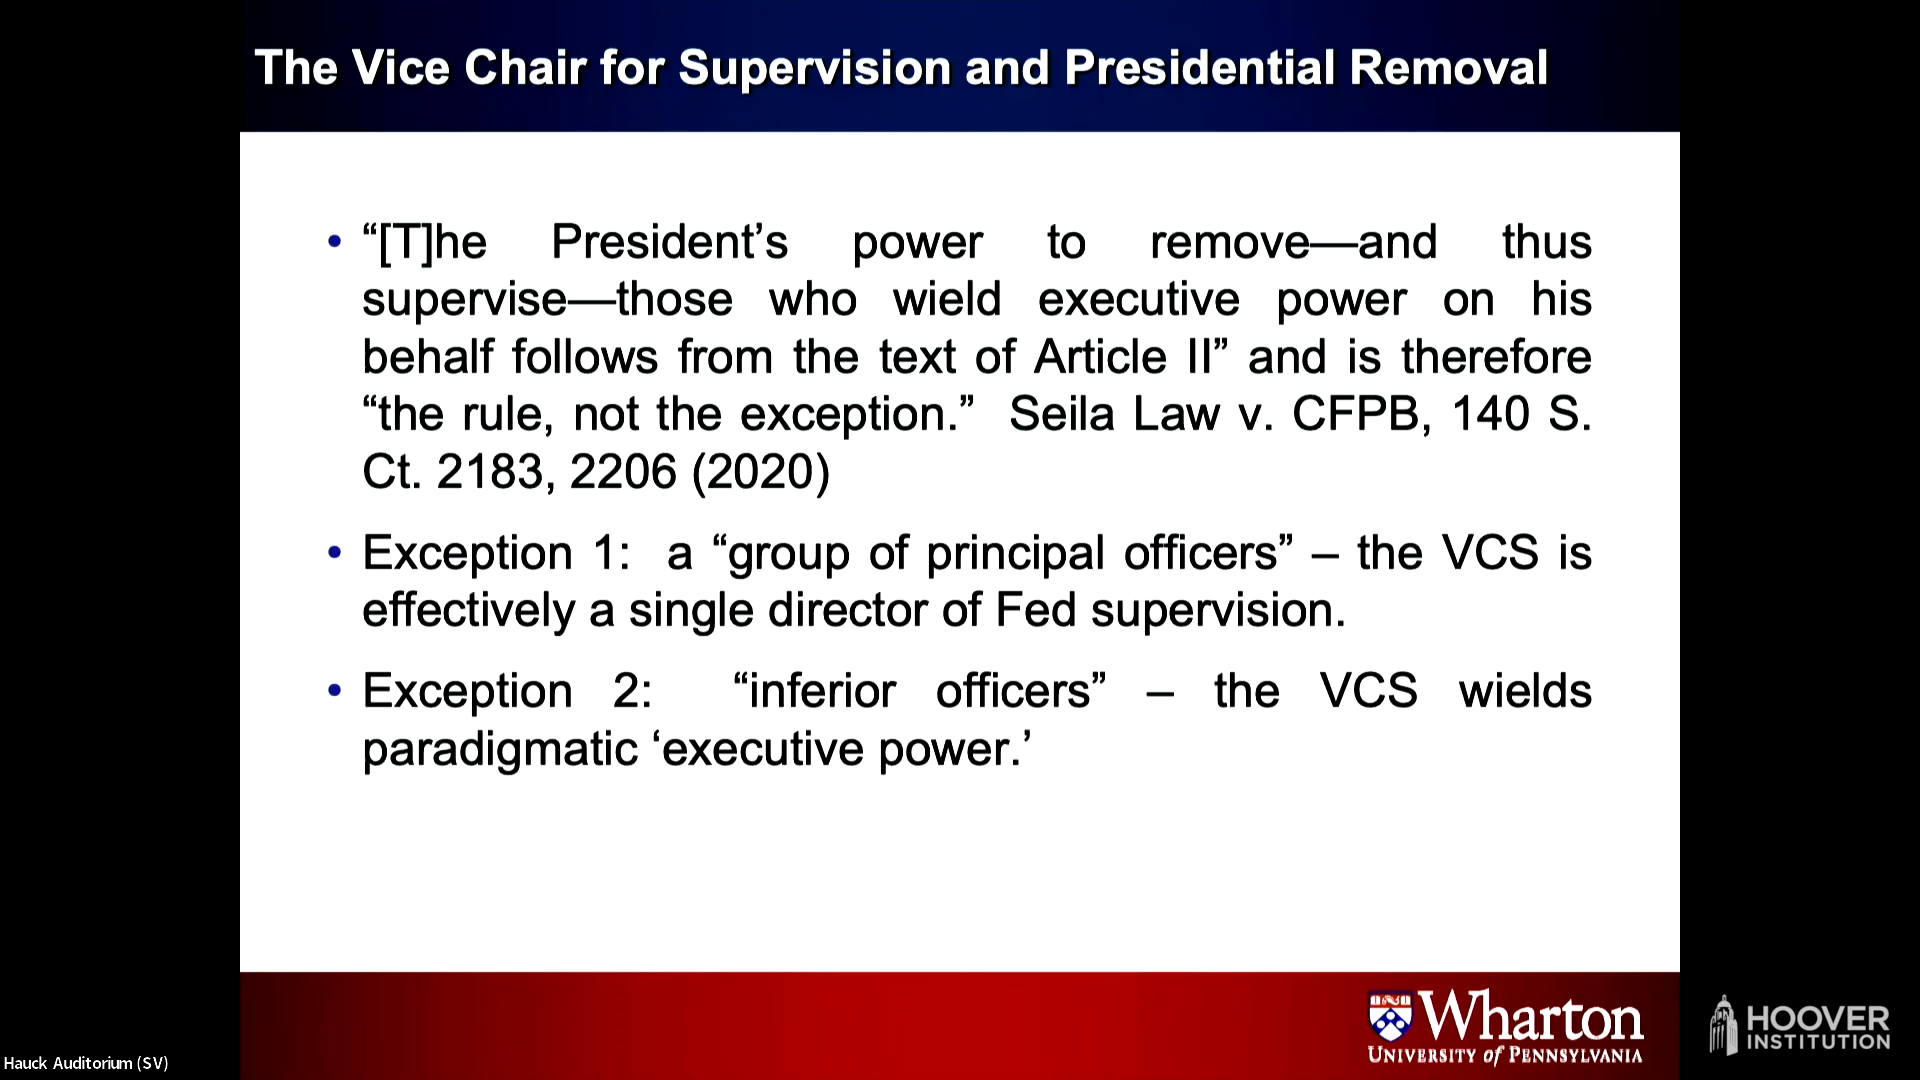 The Vice Chair for Supervision and Presidential Removal
• “[T]he President’s power to remove—and thus
supervise—those who wield executive power on his
behalf follows from the text of Article II” and is therefore
“the rule, not the exception.”  Seila Law v. CFPB, 140 S.
Ct. 2183, 2206 (2020)
• Exception 1:  a “group of principal officers” – the VCS is
effectively a single director of Fed supervision.
• Exception 2:  “inferior officers” – the VCS wields
paradigmatic ‘executive power.’
Wharton
UNIVERSITY of PENNSYLVANIA
HOOVER
INSTITUTION
Hauck Auditorium (SV)